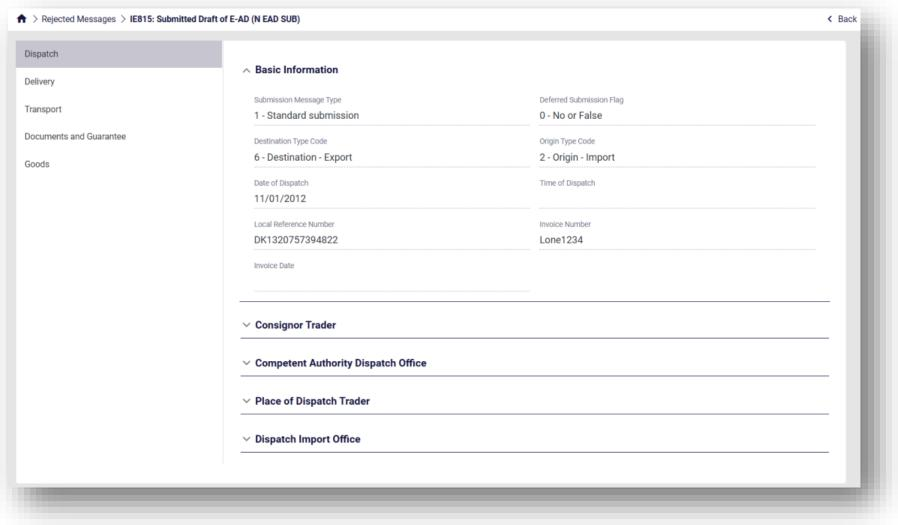 Rejected Messages > IE815: Submitted Draft of E-AD (N EAD SUB)
Back
Dispatch
Delivery
Transport
Documents and Guarantee
Goods
Basic Information
Submission Message Type
Deferred Submission Flag
1 - Standard submission
0 - No or False
Destination Type Code
Origin Type Code
6 - Destination - Export
2 - Origin - Import
Date of Dispatch
Time of Dispatch
11/01/2012
Local Reference Number
Invoice Number
DK1320757394822
Lone1234
Invoice Date
Consignor Trader
Competent Authority Dispatch Office
Place of Dispatch Trader
Dispatch Import Office